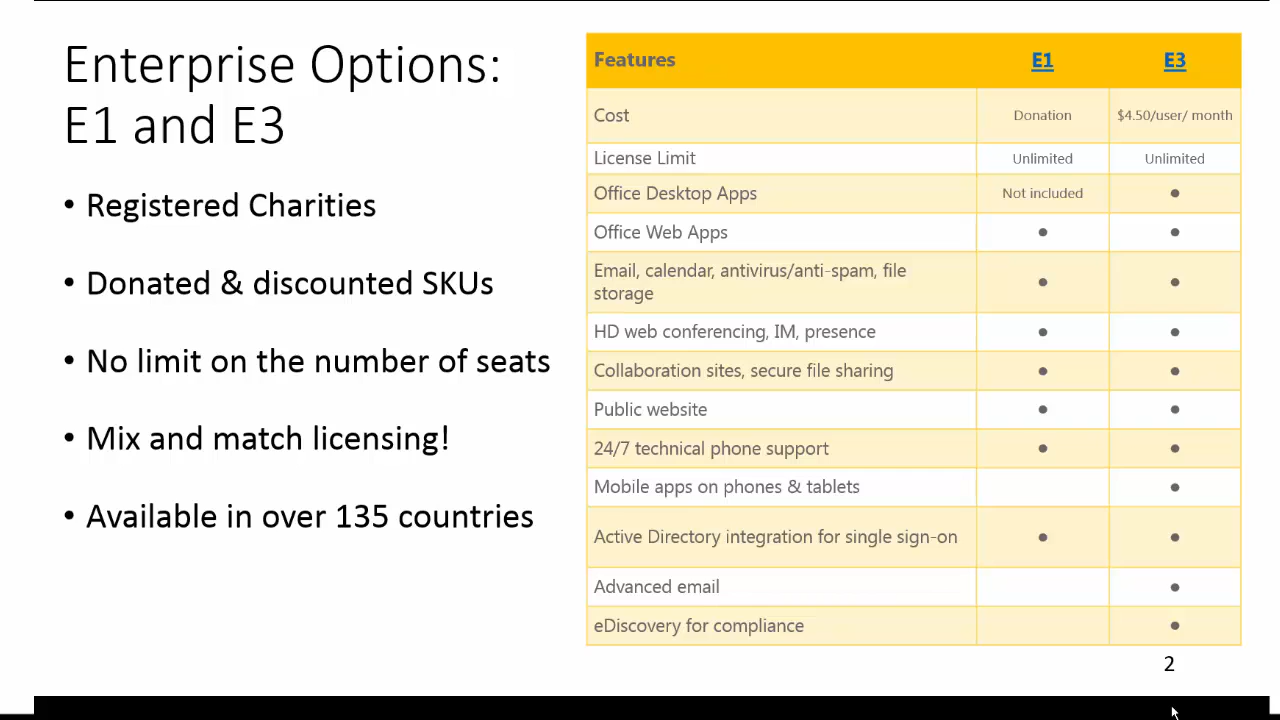 Enterprise Options:
E1 and E3
• Registered Charities
• Donated & discounted SKUs
• No limit on the number of seats
• Mix and match licensing!
• Available in over 135 countries
Features E1 E3
Cost Donation $4.50/user/ month
License Limit Unlimited Unlimited
Office Desktop Apps Not included •
Office Web Apps • •
Email, calendar, antivirus/anti-spam, file
storage • •
HD web conferencing, IM, presence • •
Collaboration sites, secure file sharing • •
Public website • •
24/7 technical phone support • •
Mobile apps on phones & tablets •
Active Directory integration for single sign-on • •
Advanced email •
eDiscovery for compliance •
2